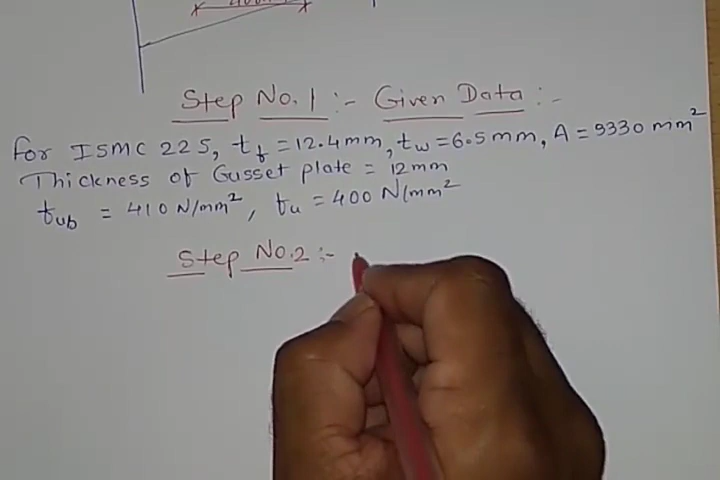 Step No.1 :- Given Data :-
For ISMC 225, tf = 12.4mm, tw = 6.5mm, A = 9330 mm²
Thickness of Gusset plate = 12mm
fub = 410 N/mm², fu = 400 N/mm²
Step No.2 :-